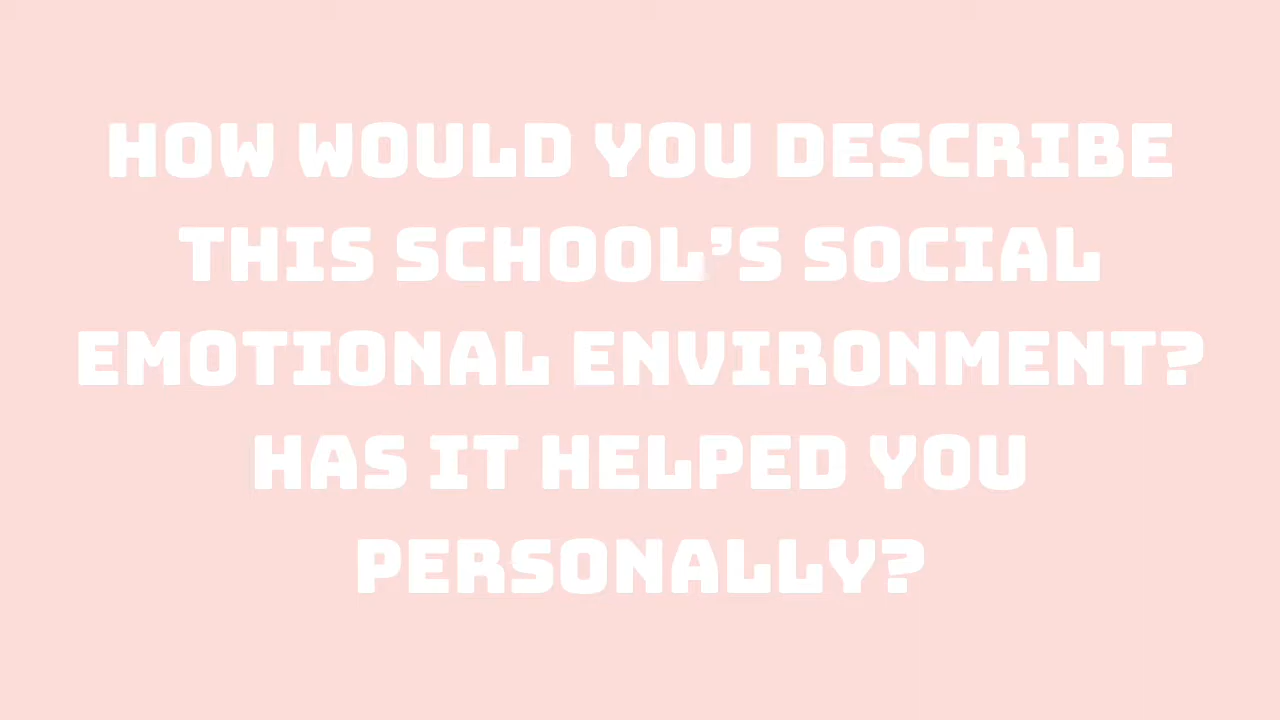 HOW WOULD YOU DESCRIBE
THIS SCHOOL’S SOCIAL
EMOTIONAL ENVIRONMENT?
HAS IT HELPED YOU
PERSONALLY?